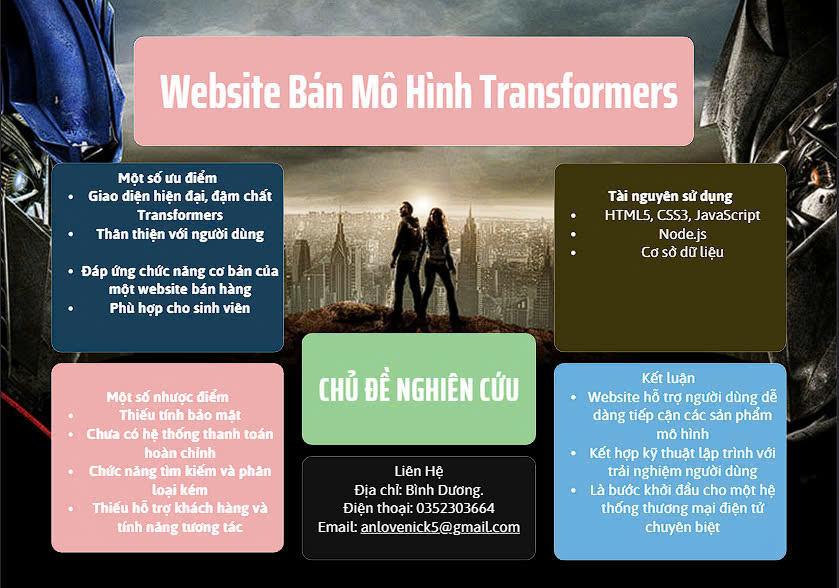 Website Bán Mô Hình Transformers
Một số ưu điểm
• Giao diện hiện đại, đậm chất
Transformers
• Thân thiện với người dùng
• Đáp ứng chức năng cơ bản của
một website bán hàng
• Phù hợp cho sinh viên
Tài nguyên sử dụng
• HTML5, CSS3, JavaScript
• Node.js
• Cơ sở dữ liệu
CHỦ ĐỀ NGHIÊN CỨU
Một số nhược điểm
• Thiếu tính bảo mật
• Chưa có hệ thống thanh toán
hoàn chỉnh
• Chức năng tìm kiếm và phân
loại kém
• Thiếu hỗ trợ khách hàng và
tính năng tương tác
Liên Hệ
Địa chỉ: Bình Dương.
Điện thoại: 0352303664
Email: anlovenick5@gmail.com
Kết luận
• Website hỗ trợ người dùng dễ
dàng tiếp cận các sản phẩm
mô hình
• Kết hợp kỹ thuật lập trình với
trải nghiệm người dùng
• Là bước khởi đầu cho một hệ
thống thương mại điện tử
chuyên biệt